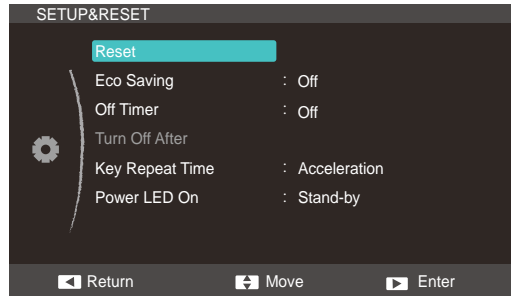 SETUP&RESET
Reset
Eco Saving : Off
Off Timer : Off
Turn Off After
Key Repeat Time : Acceleration
Power LED On : Stand-by
Return Move Enter